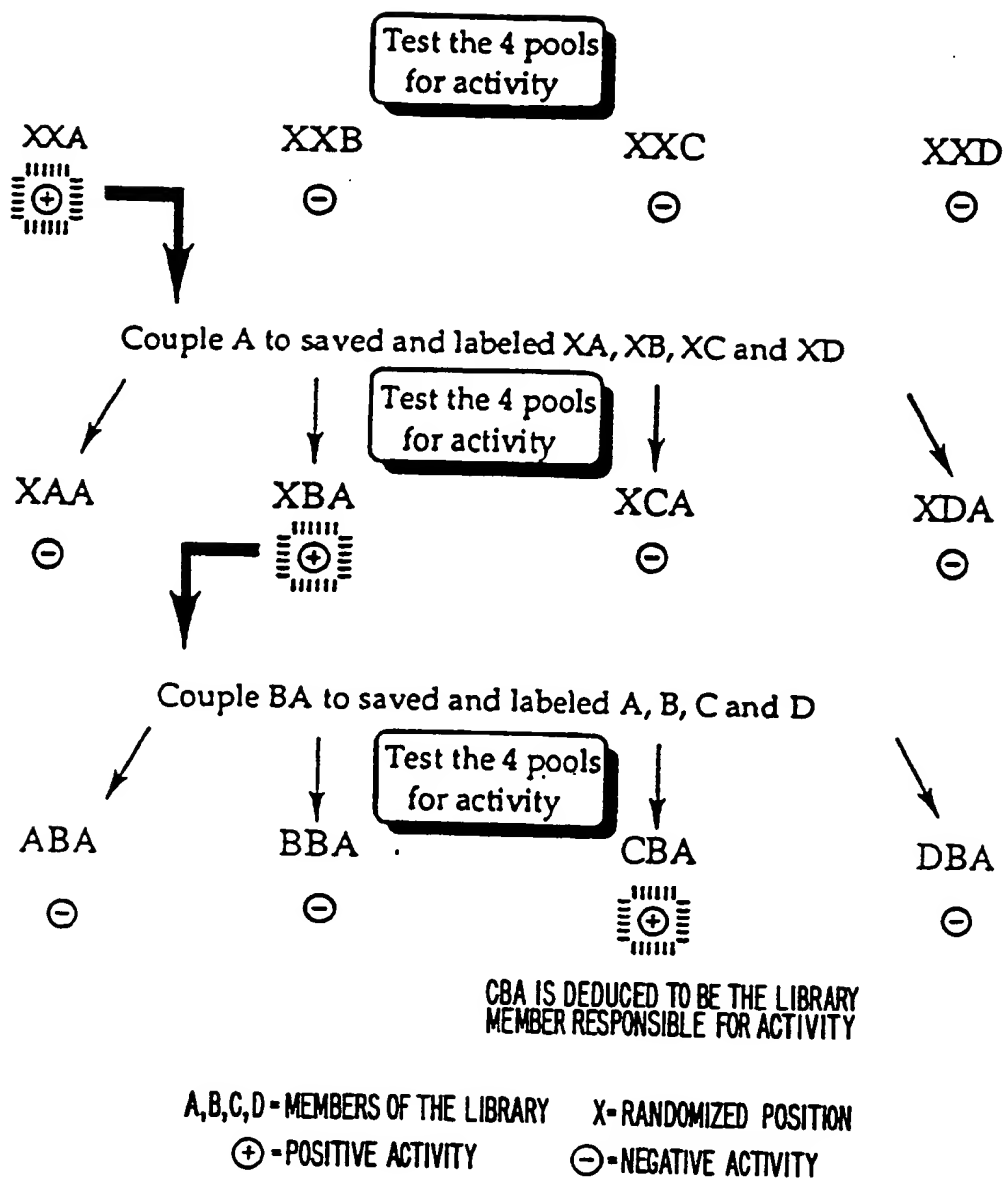 Test the 4 pools
for activity
XXA XXB XXC XXD
+ - - -
Couple A to saved and labeled XA, XB, XC and XD
Test the 4 pools
for activity
XAA XBA XCA XDA
- + - -
Couple BA to saved and labeled A, B, C and D
Test the 4 pools
for activity
ABA BBA CBA DBA
- - + -
CBA IS DEDUCED TO BE THE LIBRARY
MEMBER RESPONSIBLE FOR ACTIVITY
A,B,C,D=MEMBERS OF THE LIBRARY X=RANDOMIZED POSITION
⊕=POSITIVE ACTIVITY ⊖=NEGATIVE ACTIVITY